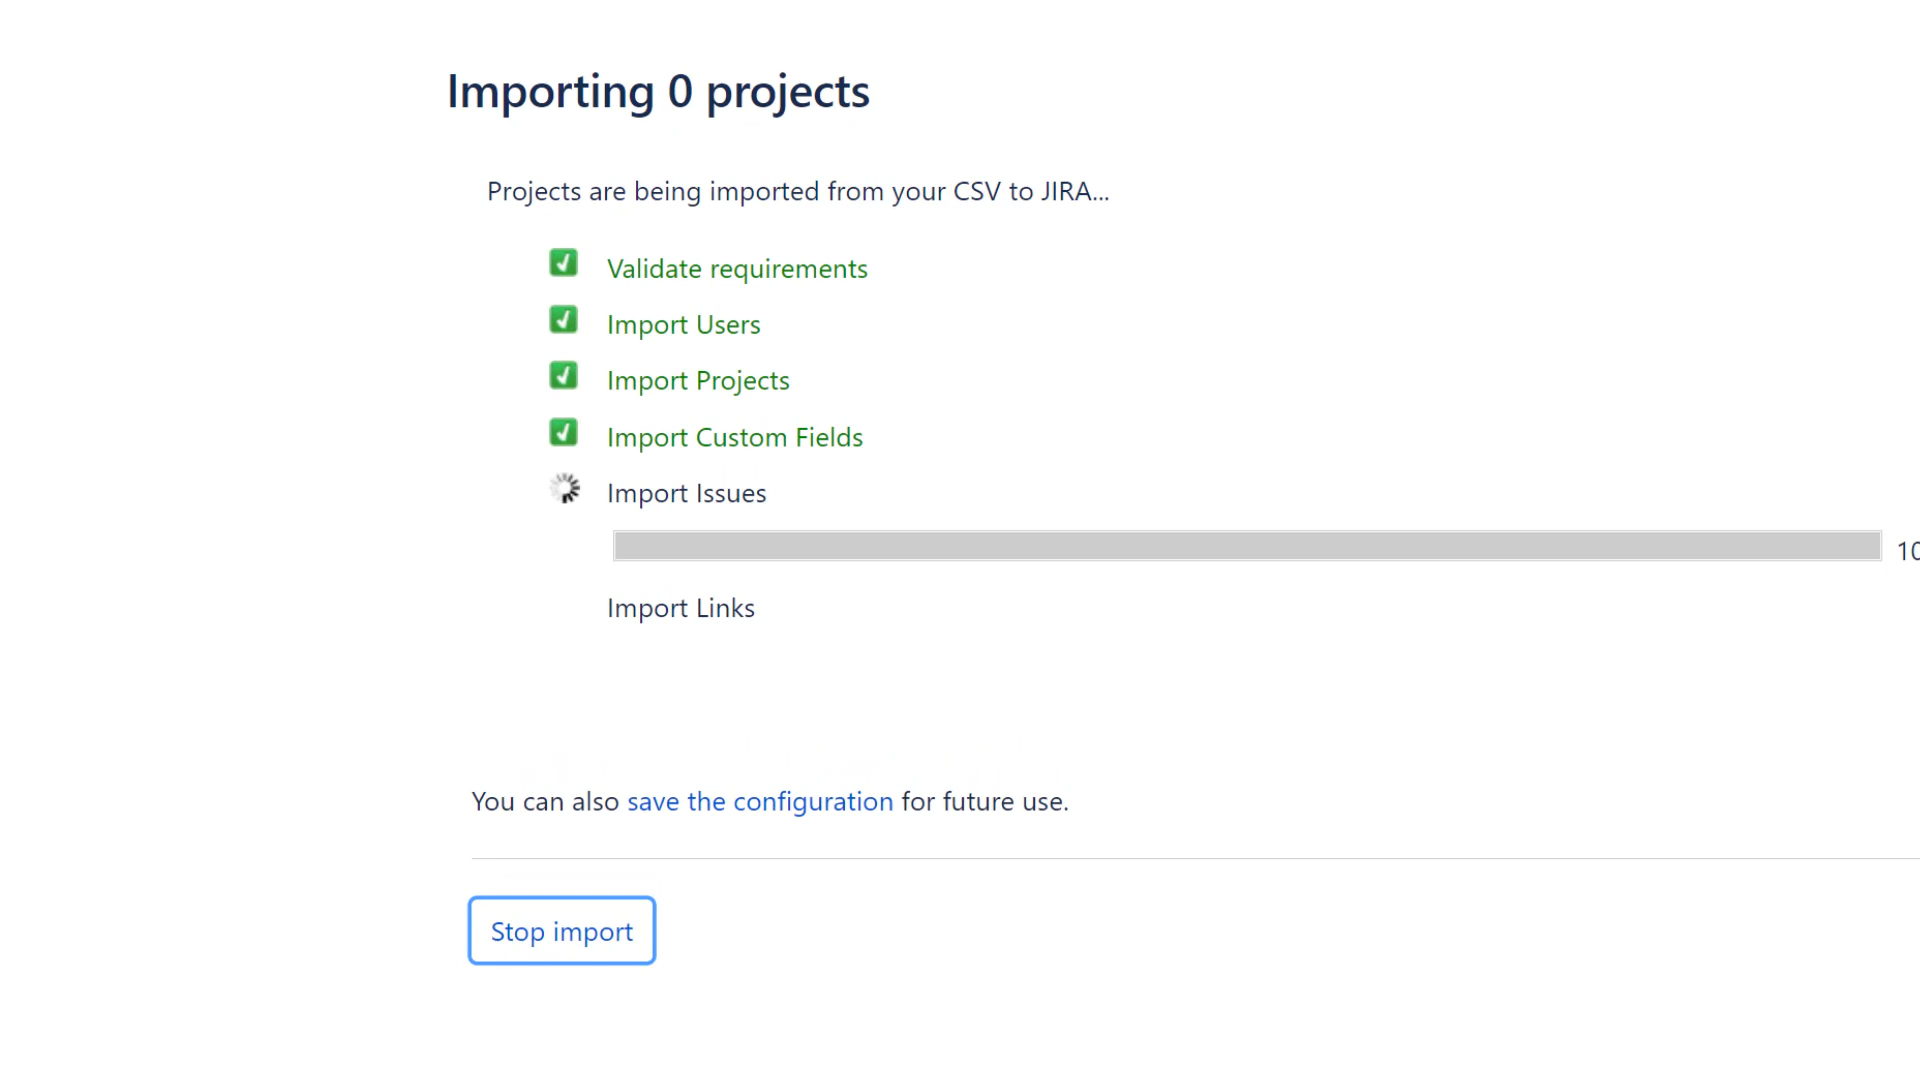 Importing 0 projects
Projects are being imported from your CSV to JIRA...
Validate requirements
Import Users
Import Projects
Import Custom Fields
Import Issues
10
Import Links
You can also save the configuration for future use.
Stop import